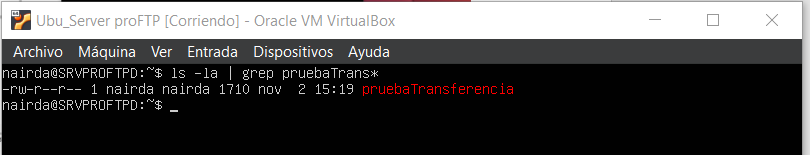 Ubu_Server proFTP [Corriendo] - Oracle VM VirtualBox
Archivo Máquina Ver Entrada Dispositivos Ayuda
nairda@SRVPROFTPD:~$ ls -la | grep pruebaTrans*
-rw-r--r-- 1 nairda nairda 1710 nov  2 15:19 pruebaTransferencia
nairda@SRVPROFTPD:~$ _